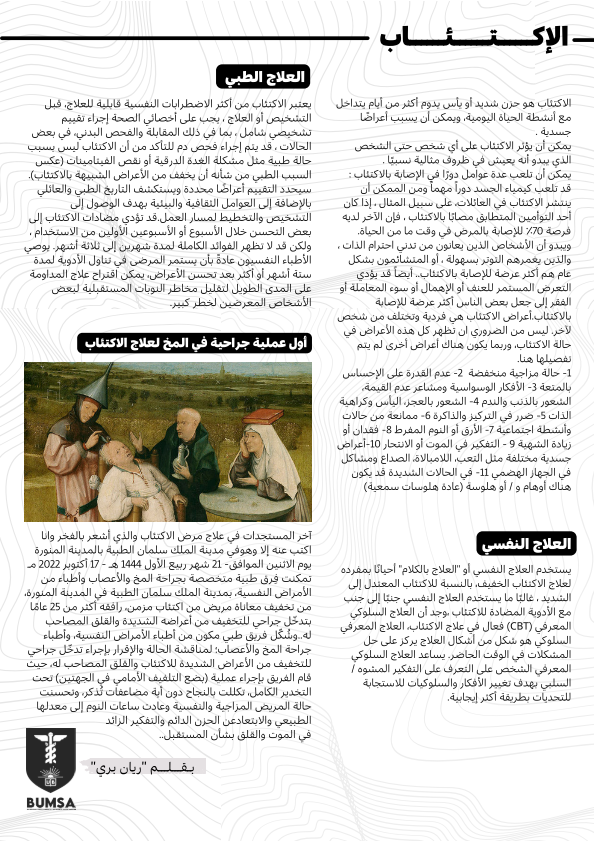 الإكـــتـــئـــاب
الاكتئاب هو حزن شديد أو يأس يدوم أكثر من أيام يتداخل
مع أنشطة الحياة اليومية، ويمكن أن يسبب أعراضًا
جسدية .
يمكن أن يؤثر الاكتئاب على أي شخص حتى الشخص
الذي يبدو أنه يعيش في ظروف مثالية نسبيًا .
يمكن أن تلعب عدة عوامل دورًا في الإصابة بالاكتئاب :
قد تلعب كيمياء الجسد دوراً مهماً ومن الممكن أن
ينتشر الاكتئاب في العائلات، على سبيل المثال ، إذا كان
أحد التوأمين المتطابق مصابًا بالاكتئاب ، فإن الآخر لديه
فرصة 70٪ للإصابة بالمرض في وقت ما من الحياة.
ويبدو أن الأشخاص الذين يعانون من تدني احترام الذات ،
والذين يغمرهم التوتر بسهولة ، أو المتشائمون بشكل
عام هم أكثر عرضة للإصابة بالاكتئاب.. أيضاً قد يؤدي
التعرض المستمر للعنف أو الإهمال أو سوء المعاملة أو
الفقر إلى جعل بعض الناس أكثر عرضة للإصابة
بالاكتئاب.أعراض الاكتئاب هي فردية وتختلف من شخص
لآخر. ليس من الضروري ان تظهر كل هذه الأعراض في
حالة الاكتئاب، وربما يكون هناك أعراض أخرى لم يتم
تفصيلها هنا.
1- حالة مزاجية منخفضة 2- عدم القدرة على الإحساس
بالمتعة 3- الأفكار الوسواسية ومشاعر عدم القيمة،
الشعور بالذنب والندم 4- الشعور بالعجز، اليأس وكراهية
الذات 5- ضرر في التركيز والذاكرة 6- ممانعة من حالات
وأنشطة اجتماعية 7- الأرق أو النوم المفرط 8- فقدان أو
زيادة الشهية 9 - التفكير في الموت أو الانتحار 10-أعراض
جسدية مختلفة مثل التعب، اللامبالاة، الصداع ومشاكل
في الجهاز الهضمي 11- في الحالات الشديدة قد يكون
هناك أوهام و / أو هلوسة (عادة هلوسات سمعية)
العلاج النفسي
يستخدم العلاج النفسي أو "العلاج بالكلام" أحيانًا بمفرده
لعلاج الاكتئاب الخفيف، بالنسبة للاكتئاب المعتدل إلى
الشديد ، غالبًا ما يستخدم العلاج النفسي جنبًا إلى جنب
مع الأدوية المضادة للاكتئاب .وجد أن العلاج السلوكي
المعرفي (CBT) فعال في علاج الاكتئاب، العلاج المعرفي
السلوكي هو شكل من أشكال العلاج يركز على حل
المشكلات في الوقت الحاضر. يساعد العلاج السلوكي
المعرفي الشخص على التعرف على التفكير المشوه /
السلبي بهدف تغيير الأفكار والسلوكيات للاستجابة
للتحديات بطريقة أكثر إيجابية.
العلاج الطبي
يعتبر الاكتئاب من أكثر الاضطرابات النفسية قابلية للعلاج، قبل
التشخيص أو العلاج ، يجب على أخصائي الصحة إجراء تقييم
تشخيصي شامل ، بما في ذلك المقابلة والفحص البدني، في بعض
الحالات ، قد يتم إجراء فحص دم للتأكد من أن الاكتئاب ليس بسبب
حالة طبية مثل مشكلة الغدة الدرقية أو نقص الفيتامينات (عكس
السبب الطبي من شأنه أن يخفف من الأعراض الشبيهة بالاكتئاب).
سيحدد التقييم أعراضًا محددة ويستكشف التاريخ الطبي والعائلي
بالإضافة إلى العوامل الثقافية والبيئية بهدف الوصول إلى
التشخيص والتخطيط لمسار العمل.قد تؤدي مضادات الاكتئاب إلى
بعض التحسن خلال الأسبوع أو الأسبوعين الأولين من الاستخدام ،
ولكن قد لا تظهر الفوائد الكاملة لمدة شهرين إلى ثلاثة أشهر. يوصي
الأطباء النفسيون عادةً بأن يستمر المرضى في تناول الأدوية لمدة
ستة أشهر أو أكثر بعد تحسن الأعراض، يمكن اقتراح علاج المداومة
على المدى الطويل لتقليل مخاطر النوبات المستقبلية لبعض
الأشخاص المعرضين لخطر كبير.
أول عملية جراحية في المخ لعلاج الاكتئاب
آخر المستجدات في علاج مرض الاكتئاب والذي أشعر بالفخر وانا
اكتب عنه إلا وهوفي مدينة الملك سلمان الطبية بالمدينة المنورة
يوم الاثنين الموافق- 21 شهر ربيع الأول 1444 هـ - 17 أكتوبر 2022 مـ
تمكنت فِرق طبية متخصصة بجراحة المخ والأعصاب وأطباء من
الأمراض النفسية، بمدينة الملك سلمان الطبية في المدينة المنورة،
من تخفيف معاناة مريض من اكتئاب مزمن، رافقه أكثر من 25 عامًا
بتدخّل جراحي للتخفيف من أعراضه الشديدة والقلق المصاحب
له..وشُكّل فريق طبي مكون من أطباء الأمراض النفسية، وأطباء
جراحة المخ والأعصاب؛ لمناقشة الحالة والإقرار بإجراء تدخّل جراحي
للتخفيف من الأعراض الشديدة للاكتئاب والقلق المصاحب له، حيث
قام الفريق بإجراء عملية (بضع التلفيف الأمامي في الجهتين) تحت
التخدير الكامل، تكللت بالنجاح دون أية مضاعفات تُذكر، وتحسنت
حالة المريض المزاجية والنفسية وعادت ساعات النوم إلى معدلها
الطبيعي والابتعادعن الحزن الدائم والتفكير الزائد
في الموت والقلق بشأن المستقبل..
بـقـــلـــم "ريان بري"
BUMSA